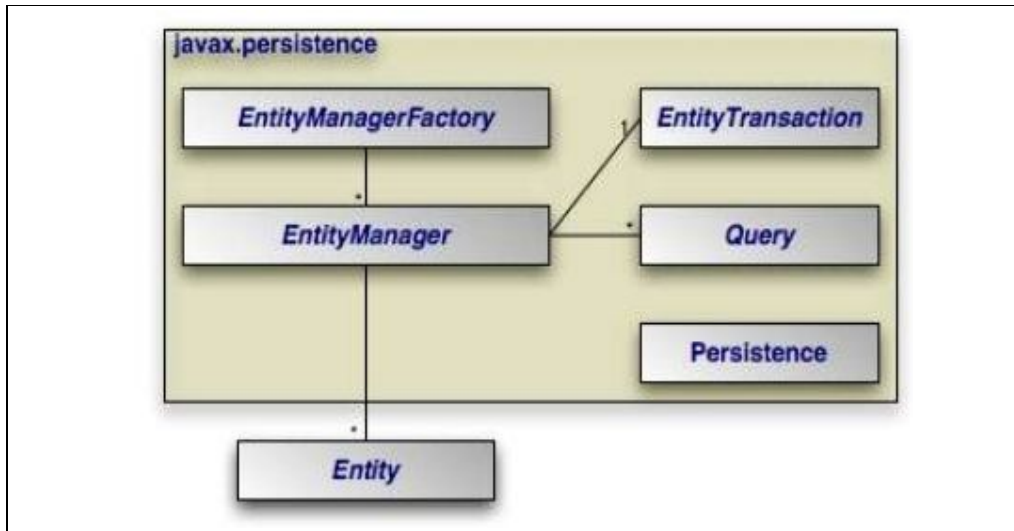 javax.persistence
EntityManagerFactory
EntityTransaction
1
*
EntityManager
*
Query
Persistence
*
Entity